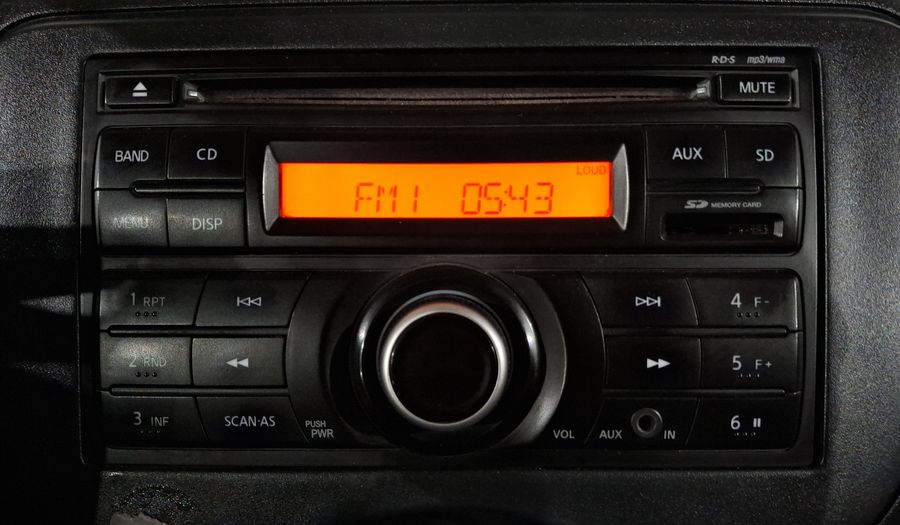 R·D·S mp3/wma
MUTE
BAND CD
LOUD
AUX SD
FM1 05:43
MENU DISP
SD MEMORY CARD
1 RPT
4 F-
2 RND
5 F+
3 INF SCAN·AS
PUSH
PWR
VOL
AUX IN
6